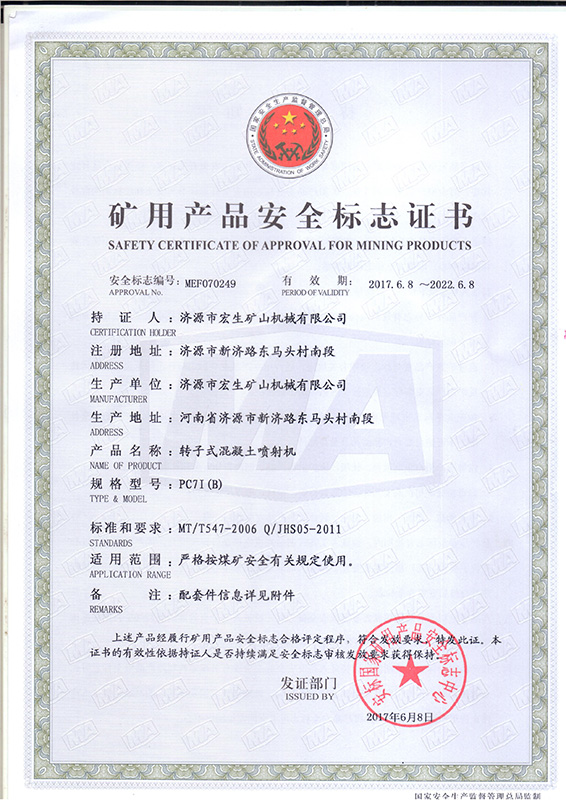 国家安全生产监督管理总局
STATE ADMINISTRATION OF WORK SAFETY
矿用产品安全标志证书
SAFETY CERTIFICATE OF APPROVAL FOR MINING PRODUCTS
安全标志编号: MEF070249 有效期: 2017.6.8 ~2022.6.8
APPROVAL No. PERIOD OF VALIDITY
持证人: 济源市宏生矿山机械有限公司
CERTIFICATION HOLDER
注册地址: 济源市新济路东马头村南段
ADDRESS
生产单位: 济源市宏生矿山机械有限公司
MANUFACTURER
生产地址: 河南省济源市新济路东马头村南段
ADDRESS
产品名称: 转子式混凝土喷射机
NAME OF PRODUCT
规格型号: PC7I(B)
TYPE & MODEL
标准和要求: MT/T547-2006 Q/JHS05-2011
STANDARDS
适用范围: 严格按煤矿安全有关规定使用。
APPLICATION RANGE
备注: 配套件信息详见附件
REMARKS
上述产品经履行矿用产品安全标志合格评定程序，符合发放要求，特发此证。本
证书的有效性依据持证人是否持续满足安全标志审核发放要求获得保持。
安标国家矿用产品安全标志中心
发证部门
ISSUED BY
2017年6月8日
国家安全生产监督管理总局监制
MA